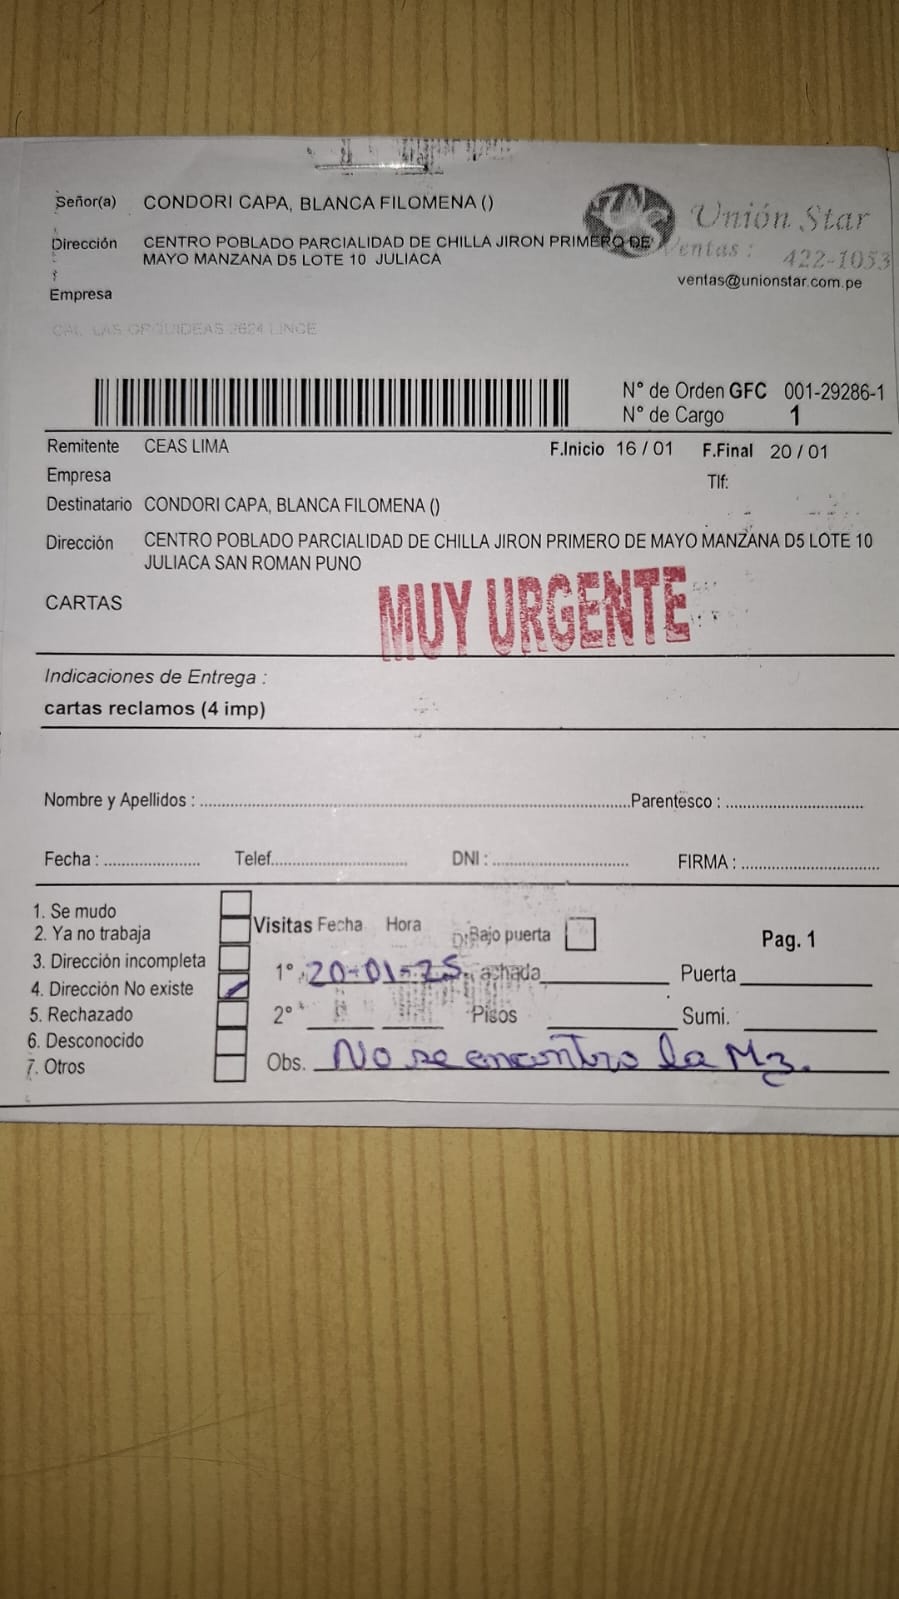 Señor(a) CONDORI CAPA, BLANCA FILOMENA ()
Unión Star
Dirección CENTRO POBLADO PARCIALIDAD DE CHILLA JIRON PRIMERO DE
MAYO MANZANA D5 LOTE 10 JULIACA
Ventas : 422-1053
ventas@unionstar.com.pe
Empresa
CAL LAS ORQUIDEAS 2624 LINCE
N° de Orden GFC 001-29286-1
N° de Cargo 1
Remitente CEAS LIMA F.Inicio 16 / 01 F.Final 20 / 01
Empresa Tlf:
Destinatario CONDORI CAPA, BLANCA FILOMENA ()
Dirección CENTRO POBLADO PARCIALIDAD DE CHILLA JIRON PRIMERO DE MAYO MANZANA D5 LOTE 10
JULIACA SAN ROMAN PUNO
CARTAS
MUY URGENTE
Indicaciones de Entrega :
cartas reclamos (4 imp)
Nombre y Apellidos : Parentesco :
Fecha : Telef. DNI : FIRMA :
1. Se mudo
2. Ya no trabaja
3. Dirección incompleta
4. Dirección No existe
5. Rechazado
6. Desconocido
7. Otros
Visitas Fecha Hora Bajo puerta Pag. 1
1° 20-01-25 achada Puerta
2° Pisos Sumi.
Obs. No se encontro la Mz.